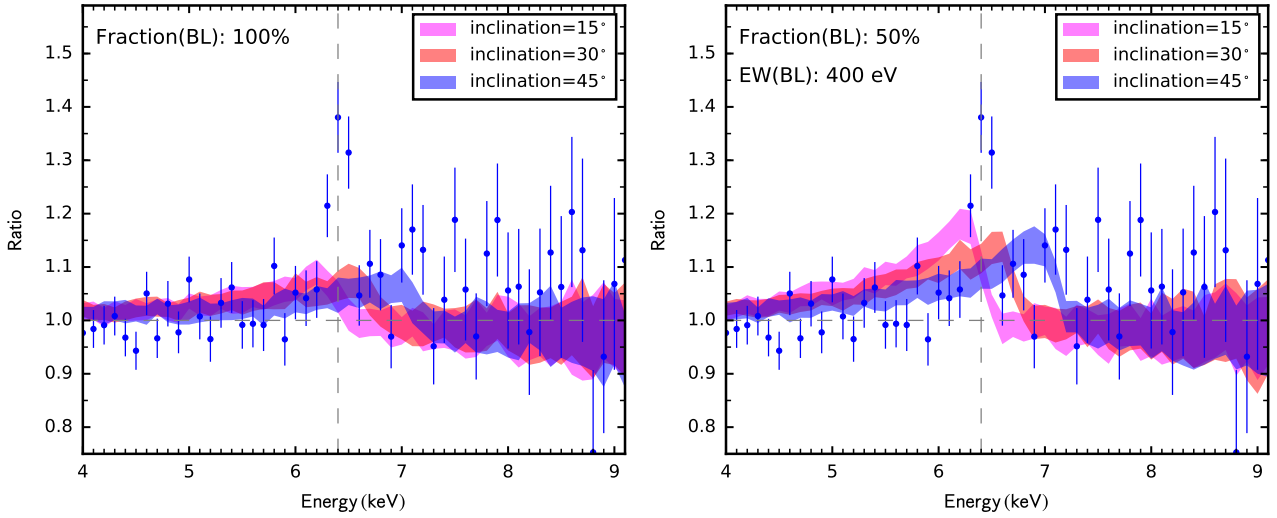 Fraction(BL): 100%
inclination=15°
inclination=30°
inclination=45°
Ratio
1.5
1.4
1.3
1.2
1.1
1.0
0.9
0.8
4 5 6 7 8 9
Energy (keV)
Fraction(BL): 50%
EW(BL): 400 eV
inclination=15°
inclination=30°
inclination=45°
Ratio
1.5
1.4
1.3
1.2
1.1
1.0
0.9
0.8
4 5 6 7 8 9
Energy (keV)